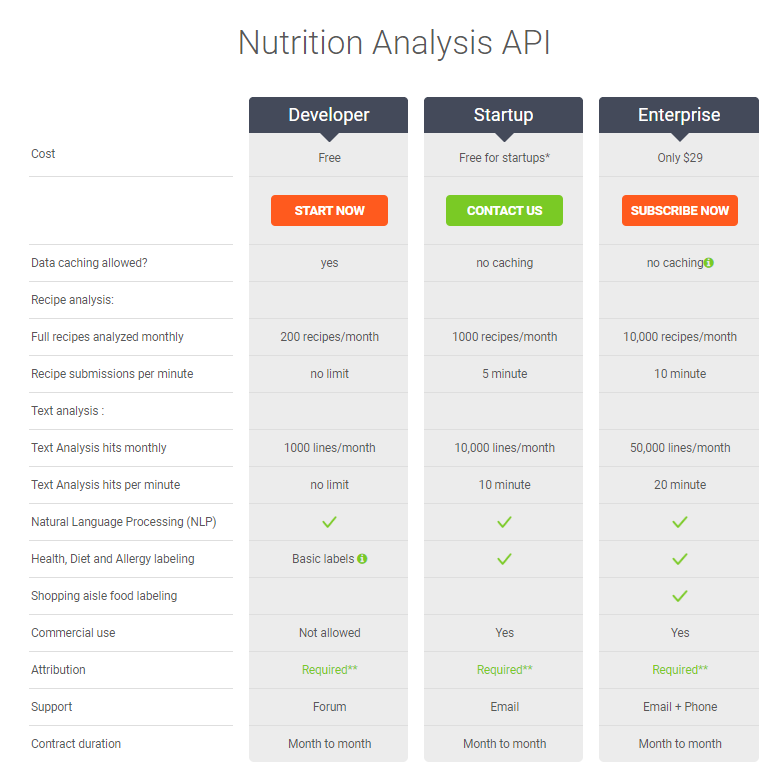 Nutrition Analysis API
Developer Startup Enterprise
Cost Free Free for startups* Only $29
START NOW CONTACT US SUBSCRIBE NOW
Data caching allowed? yes no caching no caching
Recipe analysis:
Full recipes analyzed monthly 200 recipes/month 1000 recipes/month 10,000 recipes/month
Recipe submissions per minute no limit 5 minute 10 minute
Text analysis :
Text Analysis hits monthly 1000 lines/month 10,000 lines/month 50,000 lines/month
Text Analysis hits per minute no limit 10 minute 20 minute
Natural Language Processing (NLP)
Health, Diet and Allergy labeling Basic labels
Shopping aisle food labeling
Commercial use Not allowed Yes Yes
Attribution Required** Required** Required**
Support Forum Email Email + Phone
Contract duration Month to month Month to month Month to month